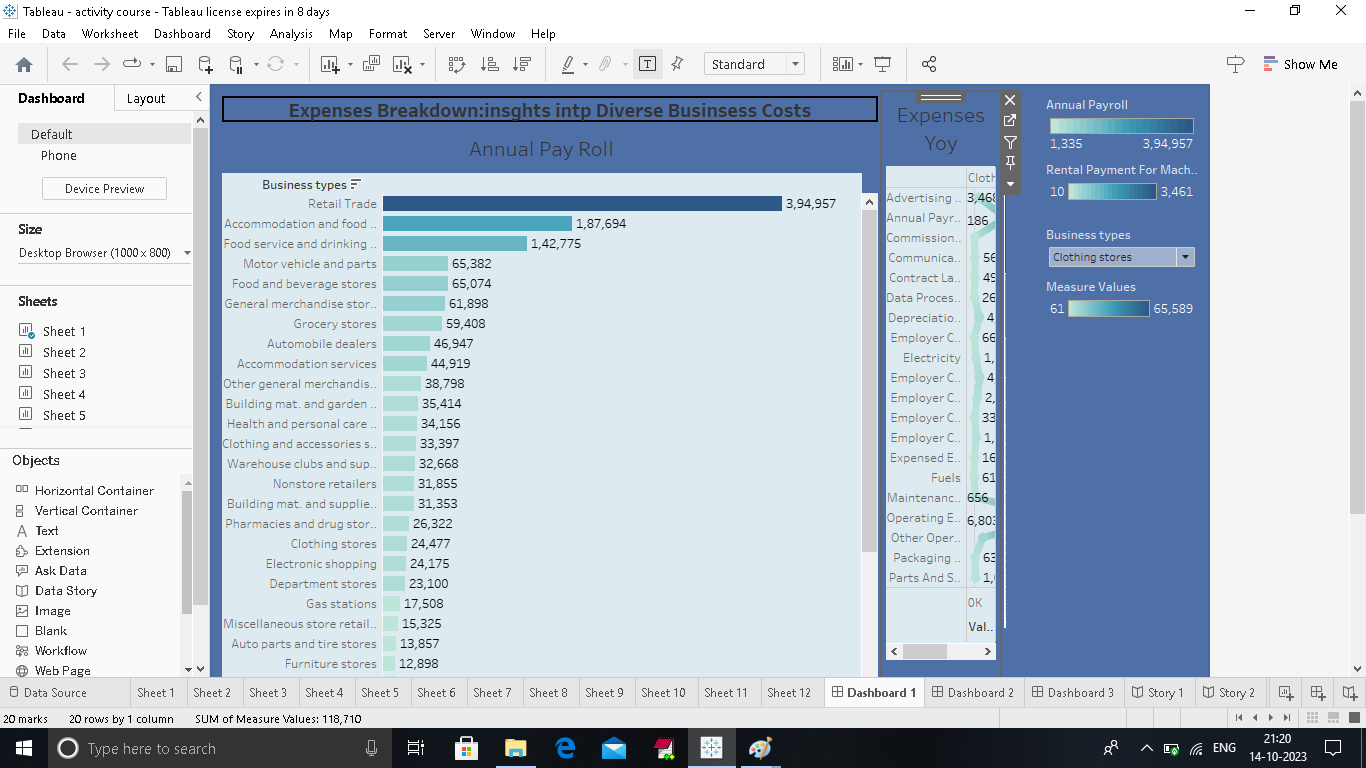 Tableau - activity course - Tableau license expires in 8 days
File Data Worksheet Dashboard Story Analysis Map Format Server Window Help
Standard
Show Me
Dashboard Layout
Default
Phone
Device Preview
Size
Desktop Browser (1000 x 800)
Sheets
Sheet 1
Sheet 2
Sheet 3
Sheet 4
Sheet 5
Objects
Horizontal Container
Vertical Container
Text
Extension
Ask Data
Data Story
Image
Blank
Workflow
Web Page
Expenses Breakdown:insghts intp Diverse Businsess Costs
Annual Pay Roll
Business types
Retail Trade 3,94,957
Accommodation and food .. 1,87,694
Food service and drinking .. 1,42,775
Motor vehicle and parts 65,382
Food and beverage stores 65,074
General merchandise stor.. 61,898
Grocery stores 59,408
Automobile dealers 46,947
Accommodation services 44,919
Other general merchandis.. 38,798
Building mat. and garden .. 35,414
Health and personal care .. 34,156
Clothing and accessories s.. 33,397
Warehouse clubs and sup.. 32,668
Nonstore retailers 31,855
Building mat. and supplie.. 31,353
Pharmacies and drug stor.. 26,322
Clothing stores 24,477
Electronic shopping 24,175
Department stores 23,100
Gas stations 17,508
Miscellaneous store retail.. 15,325
Auto parts and tire stores 13,857
Furniture stores 12,898
Expenses
Yoy
Cloth
Advertising .. 3,468
Annual Payr.. 186
Commission..
Communica.. 56
Contract La.. 49
Data Proces.. 26
Depreciatio.. 4
Employer C.. 66
Electricity 1,
Employer C.. 4
Employer C.. 2,
Employer C.. 33
Employer C.. 1,
Expensed E.. 16
Fuels 61
Maintenanc.. 656
Operating E.. 6,803
Other Oper..
Packaging .. 63
Parts And S.. 1,
0K
Val..
Annual Payroll
1,335 3,94,957
Rental Payment For Mach..
10 3,461
Business types
Clothing stores
Measure Values
61 65,589
Data Source Sheet 1 Sheet 2 Sheet 3 Sheet 4 Sheet 5 Sheet 6 Sheet 7 Sheet 8 Sheet 9 Sheet 10 Sheet 11 Sheet 12 Dashboard 1 Dashboard 2 Dashboard 3 Story 1 Story 2
20 marks 20 rows by 1 column SUM of Measure Values: 118,710
Type here to search
ENG
21:20
14-10-2023